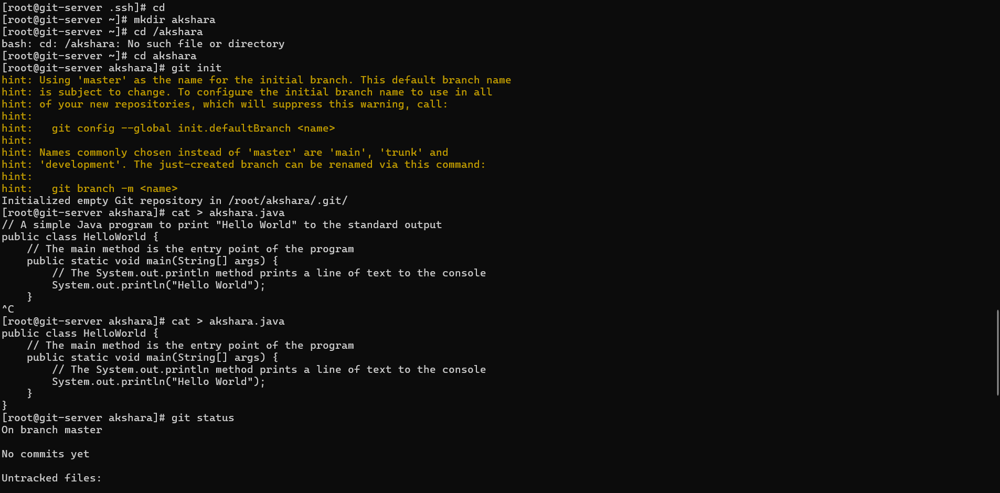 [root@git-server .ssh]# cd
[root@git-server ~]# mkdir akshara
[root@git-server ~]# cd /akshara
bash: cd: /akshara: No such file or directory
[root@git-server ~]# cd akshara
[root@git-server akshara]# git init
hint: Using 'master' as the name for the initial branch. This default branch name
hint: is subject to change. To configure the initial branch name to use in all
hint: of your new repositories, which will suppress this warning, call:
hint:
hint:   git config --global init.defaultBranch <name>
hint:
hint: Names commonly chosen instead of 'master' are 'main', 'trunk' and
hint: 'development'. The just-created branch can be renamed via this command:
hint:
hint:   git branch -m <name>
Initialized empty Git repository in /root/akshara/.git/
[root@git-server akshara]# cat > akshara.java
// A simple Java program to print "Hello World" to the standard output
public class HelloWorld {
    // The main method is the entry point of the program
    public static void main(String[] args) {
        // The System.out.println method prints a line of text to the console
        System.out.println("Hello World");
    }
^C
[root@git-server akshara]# cat > akshara.java
public class HelloWorld {
    // The main method is the entry point of the program
    public static void main(String[] args) {
        // The System.out.println method prints a line of text to the console
        System.out.println("Hello World");
    }
}
[root@git-server akshara]# git status
On branch master

No commits yet

Untracked files: